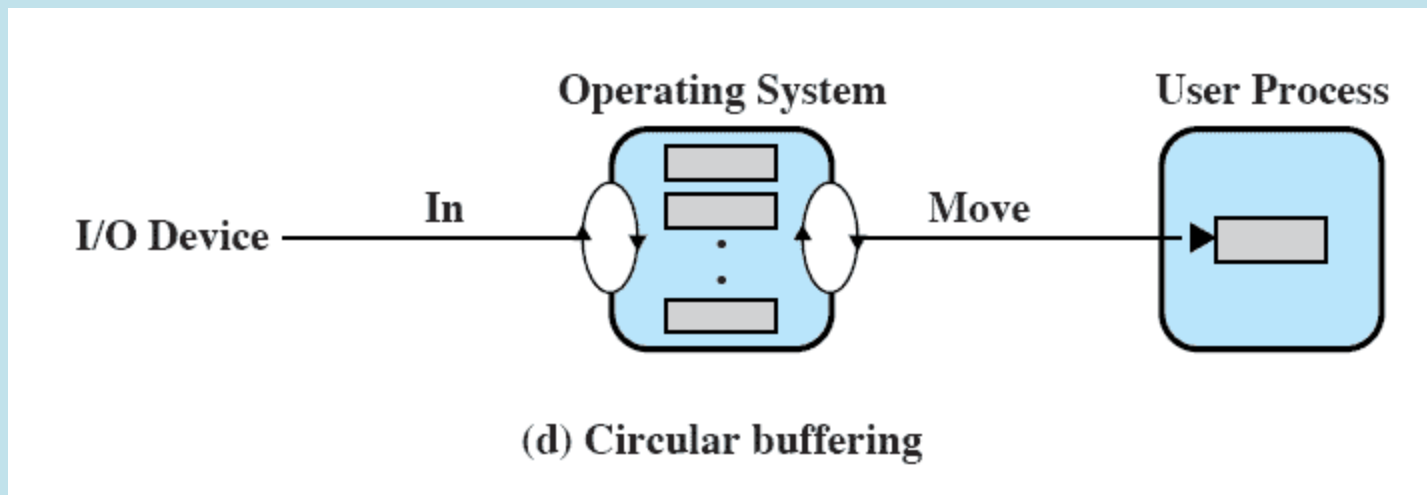 Operating System
User Process
In
Move
I/O Device
(d) Circular buffering